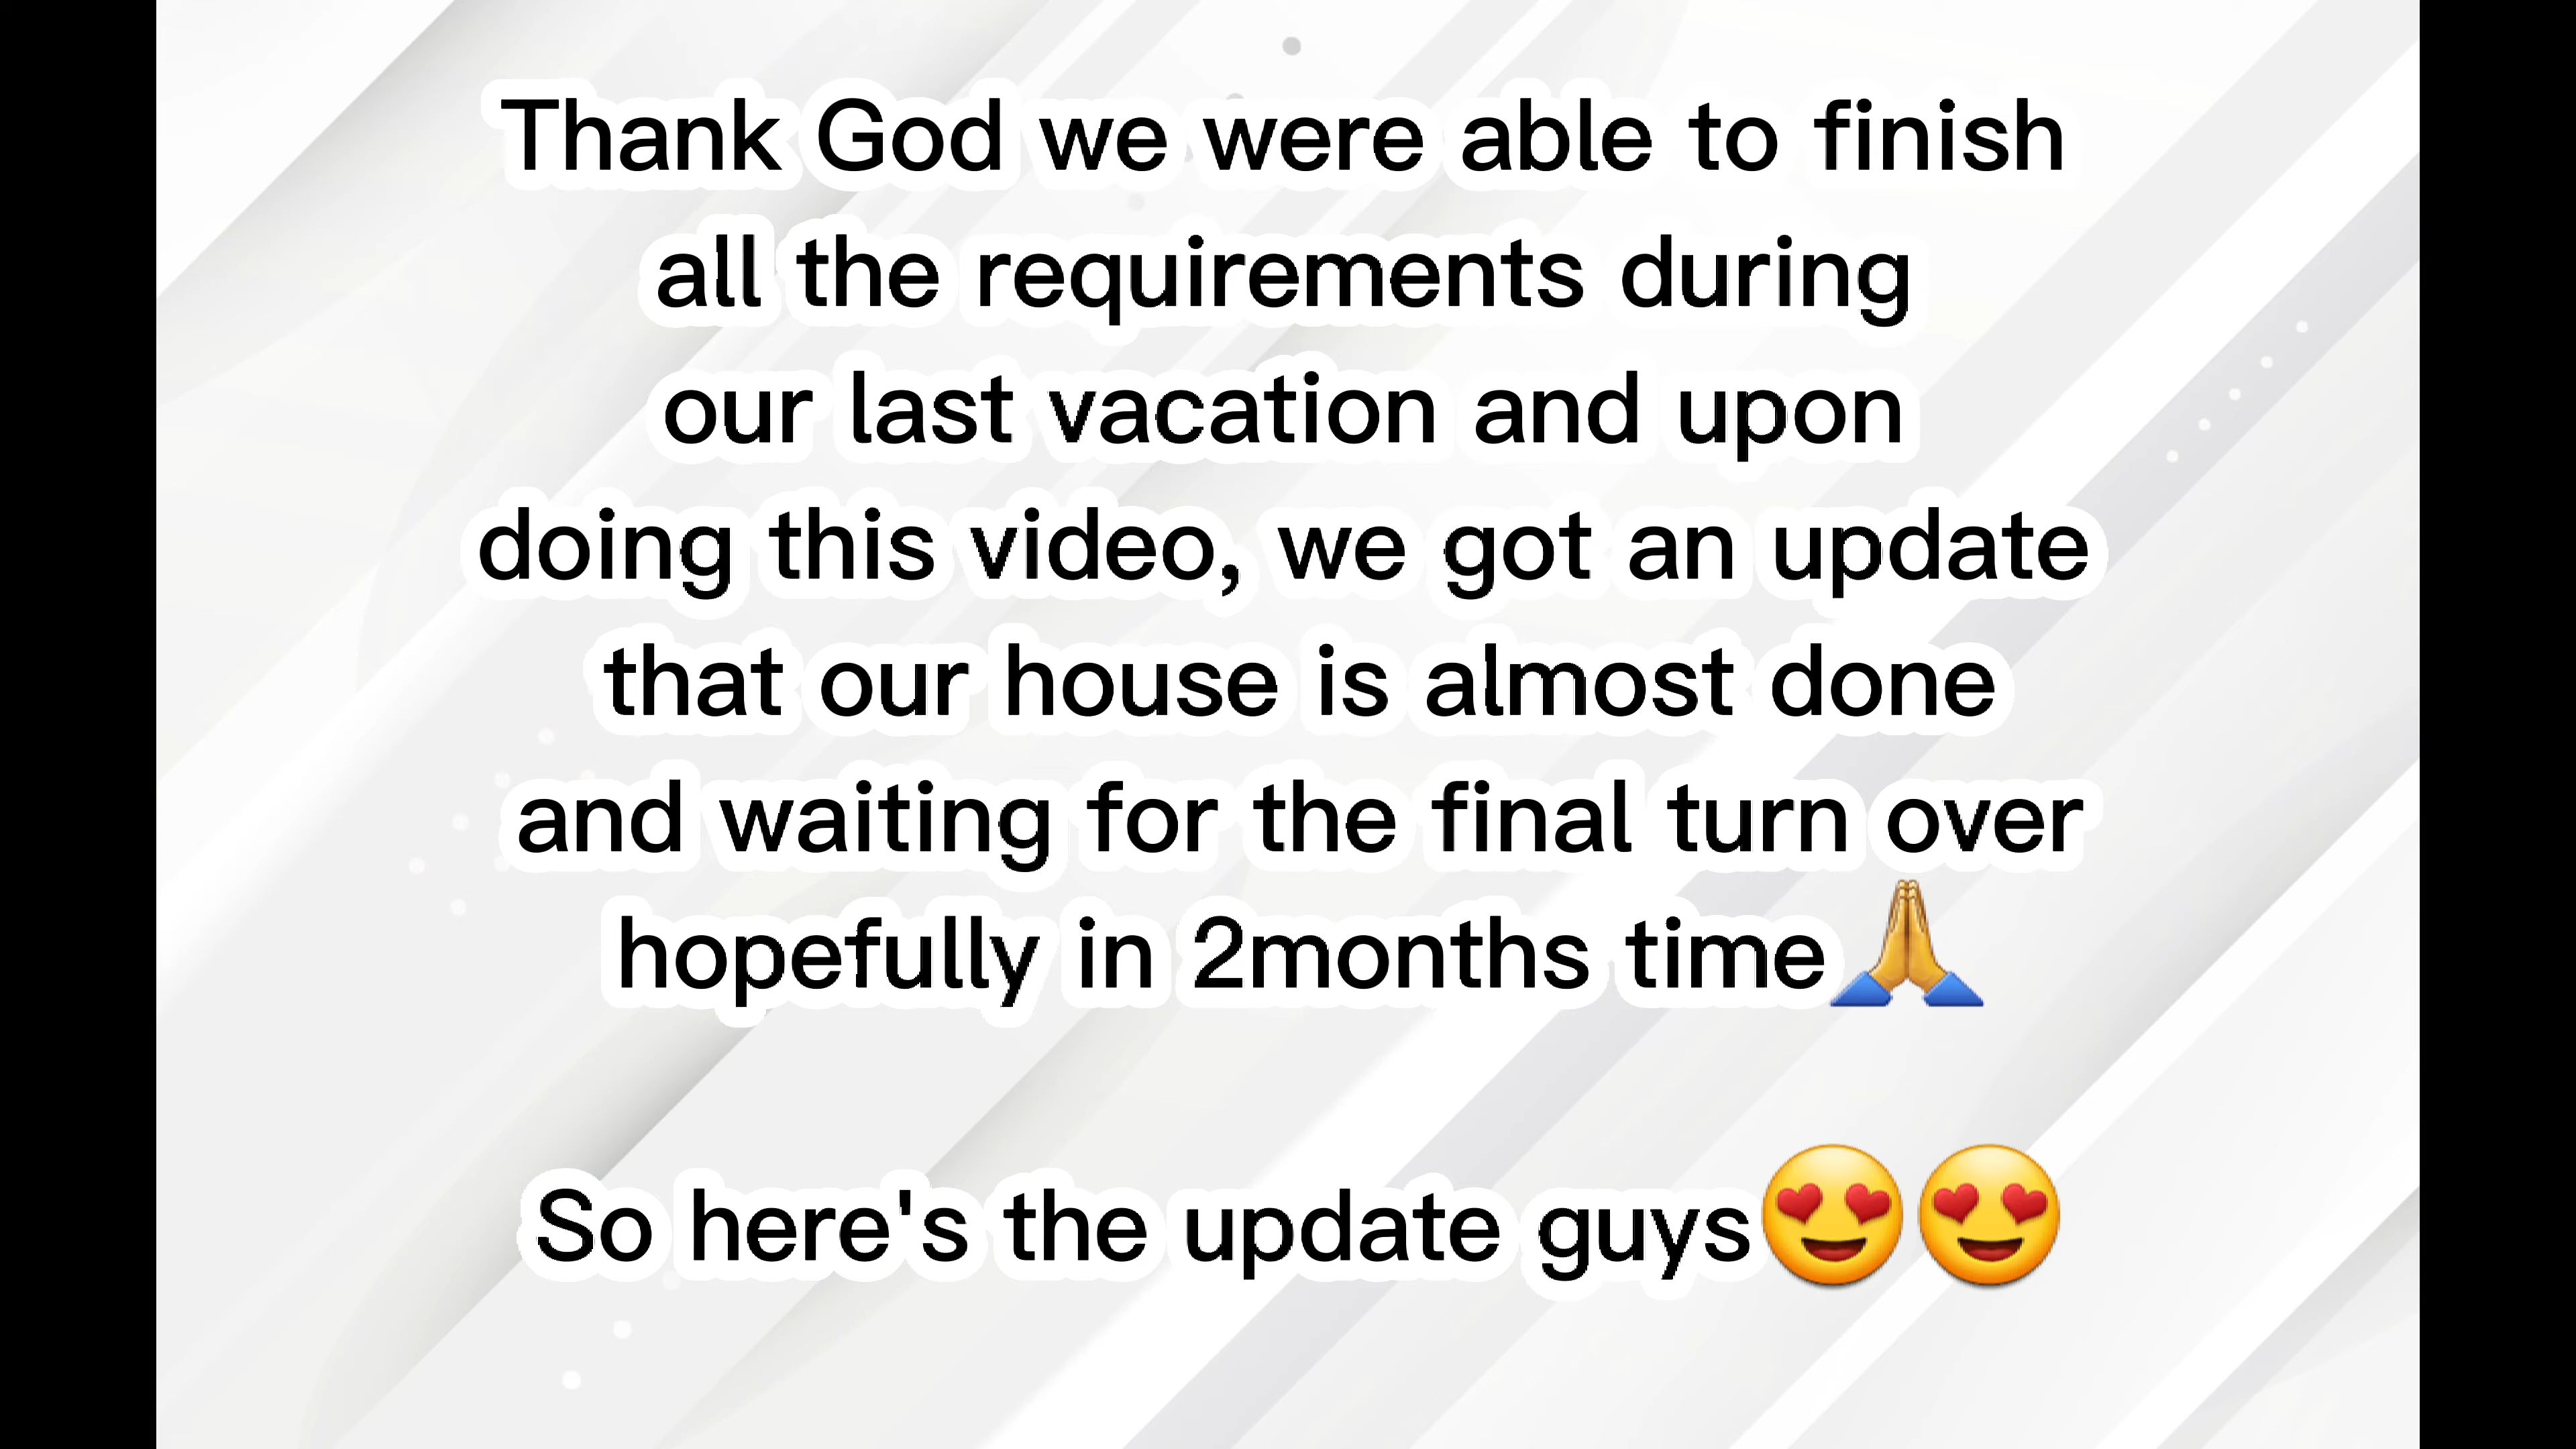 Thank God we were able to finish
all the requirements during
our last vacation and upon
doing this video, we got an update
that our house is almost done
and waiting for the final turn over
hopefully in 2months time🙏
So here's the update guys😍😍